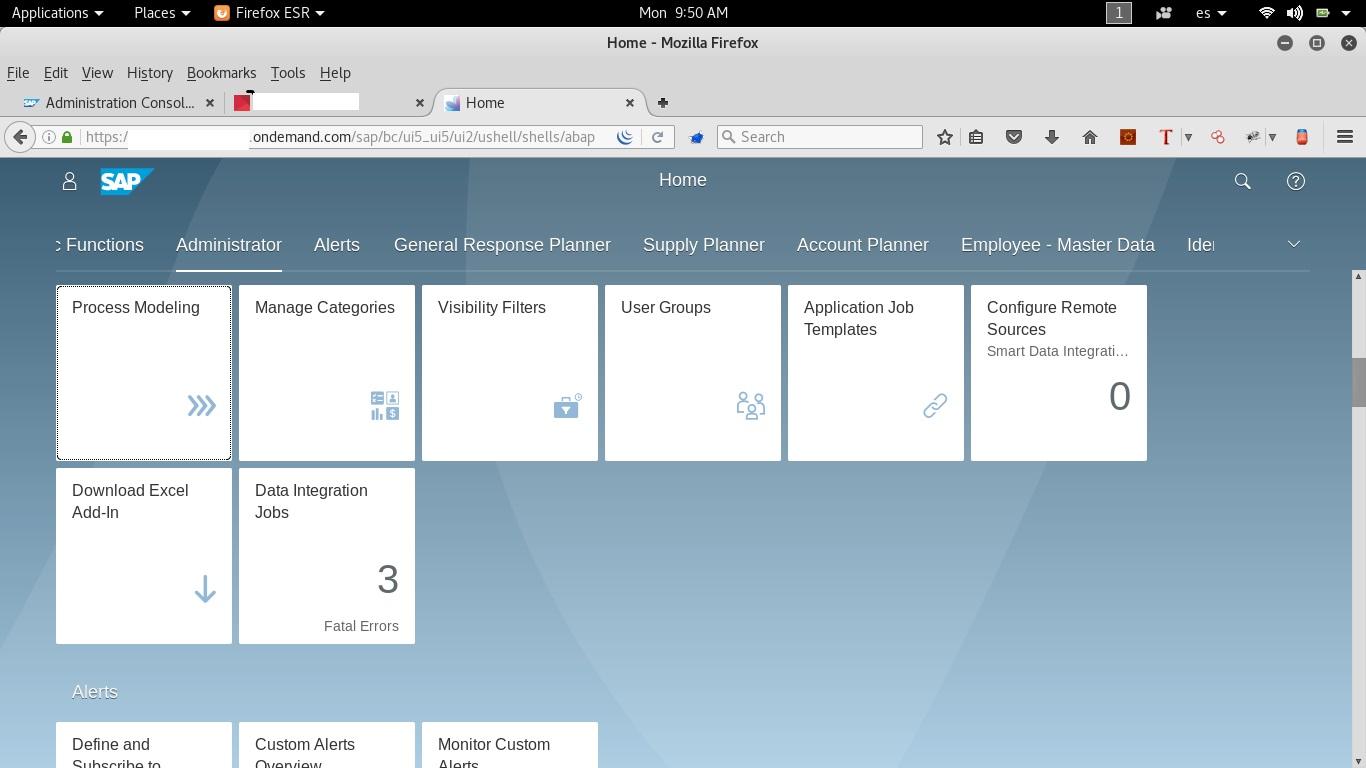 Applications Places Firefox ESR Mon 9:50 AM 1 es
Home - Mozilla Firefox
File Edit View History Bookmarks Tools Help
SAP Administration Consol... Home
https:/ .ondemand.com/sap/bc/ui5_ui5/ui2/ushell/shells/abap Search T
SAP Home
c Functions Administrator Alerts General Response Planner Supply Planner Account Planner Employee - Master Data
Process Modeling
Manage Categories
$
Visibility Filters
User Groups
Application Job
Templates
Configure Remote
Sources
Smart Data Integrati...
0
Download Excel
Add-In
Data Integration
Jobs
3
Fatal Errors
Alerts
Define and
Subscribe to
Custom Alerts
Overview
Monitor Custom
Alerts